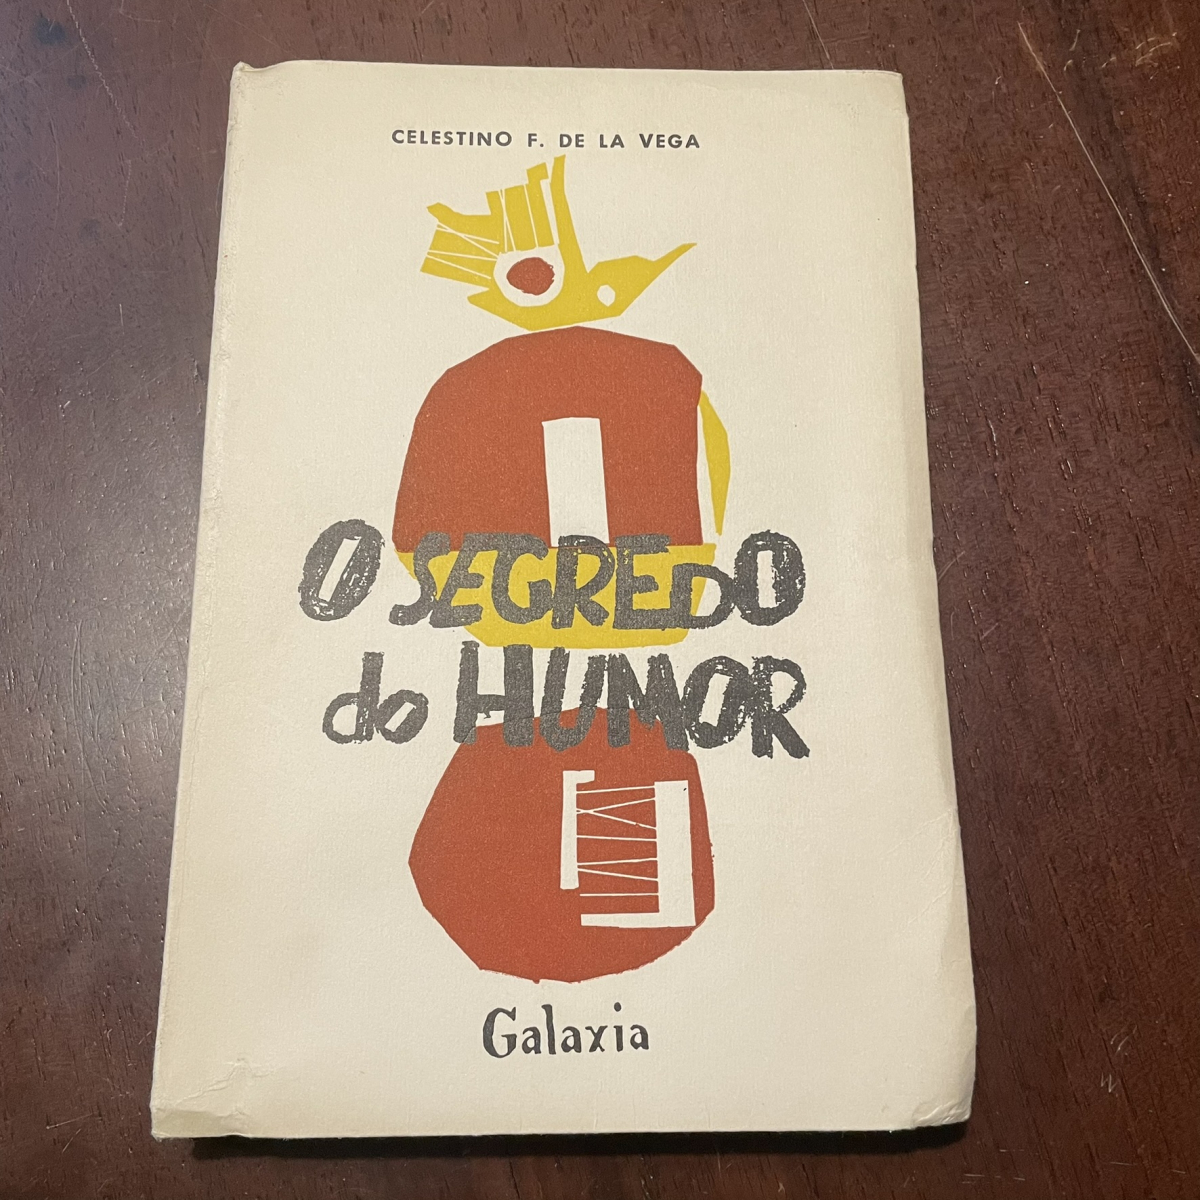 CELESTINO F. DE LA VEGA
O SEGREDO
do HUMOR
Galaxia